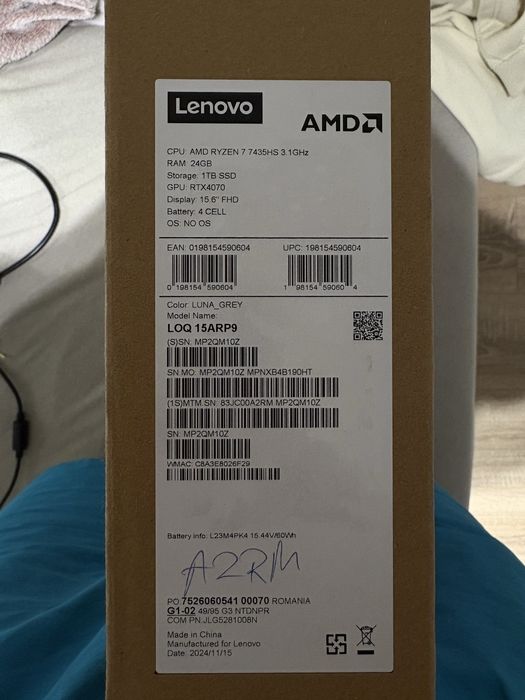 Lenovo
AMD
CPU: AMD RYZEN 7 7435HS 3.1GHz
RAM: 24GB
Storage: 1TB SSD
GPU: RTX4070
Display: 15.6" FHD
Battery: 4 CELL
OS: NO OS
EAN: 0198154590604 UPC: 198154590604
0 198154 590604 1 98154 59060 4
Color: LUNA_GREY
Model Name:
LOQ 15ARP9
(S)SN: MP2QM10Z
SN.MO: MP2QM10Z MPNXB4B190HT
(1S)MTM.SN: 83JC00A2RM MP2QM10Z
SN: MP2QM10Z
WMAC: C8A3E8026F29
Battery info: L23M4PK4 15.44V/60Wh
A2RM
PO 7526060541 00070 ROMANIA
G1-02 49/95 G3 NTDNPR
COM PN:JLG5281008N
Made in China
Manufactured for Lenovo
Date: 2024/11/15